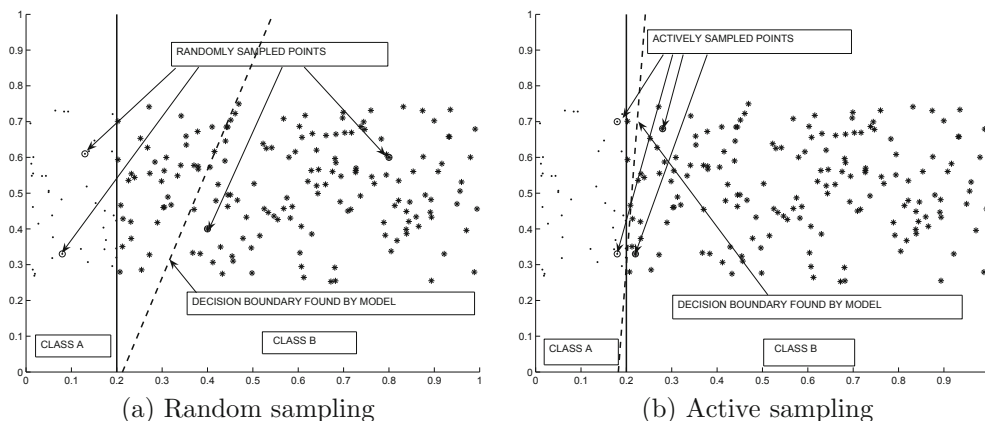 1
0.9
0.8
0.7
0.6
0.5
0.4
0.3
0.2
0.1
0
RANDOMLY SAMPLED POINTS
DECISION BOUNDARY FOUND BY MODEL
CLASS A
CLASS B
0 0.1 0.2 0.3 0.4 0.5 0.6 0.7 0.8 0.9 1
(a) Random sampling
1
0.9
0.8
0.7
0.6
0.5
0.4
0.3
0.2
0.1
0
ACTIVELY SAMPLED POINTS
DECISION BOUNDARY FOUND BY MODEL
CLASS A
CLASS B
0 0.1 0.2 0.3 0.4 0.5 0.6 0.7 0.8 0.9
(b) Active sampling